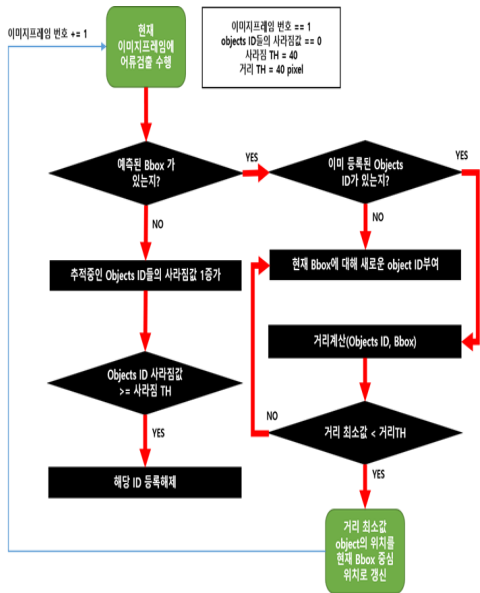 이미지프레임 번호 += 1
현재
이미지프레임에
어류검출 수행
이미지프레임 번호 == 1
objects ID들의 사라짐값 == 0
사라짐 TH = 40
거리 TH = 40 pixel
예측된 Bbox 가
있는지?
YES
이미 등록된 Objects
ID가 있는지?
YES
NO
NO
추적중인 Objects ID들의 사라짐값 1증가
현재 Bbox에 대해 새로운 object ID부여
거리계산(Objects ID, Bbox)
Objects ID 사라짐값
>= 사라짐 TH
NO
거리 최소값 < 거리TH
YES
YES
해당 ID 등록해제
거리 최소값
object의 위치를
현재 Bbox 중심
위치로 갱신